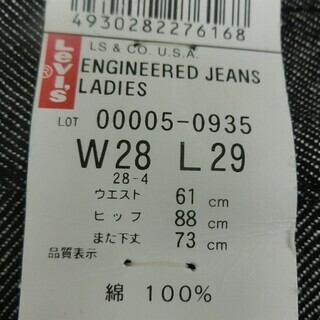 4930282276168
Levi's
®
LS & CO. U.S.A.
ENGINEERED JEANS
LADIES
LOT 00005-0935
W28 L29
28-4
ウエスト 61 cm
ヒップ 88 cm
また下丈 73 cm
品質表示
綿 100%